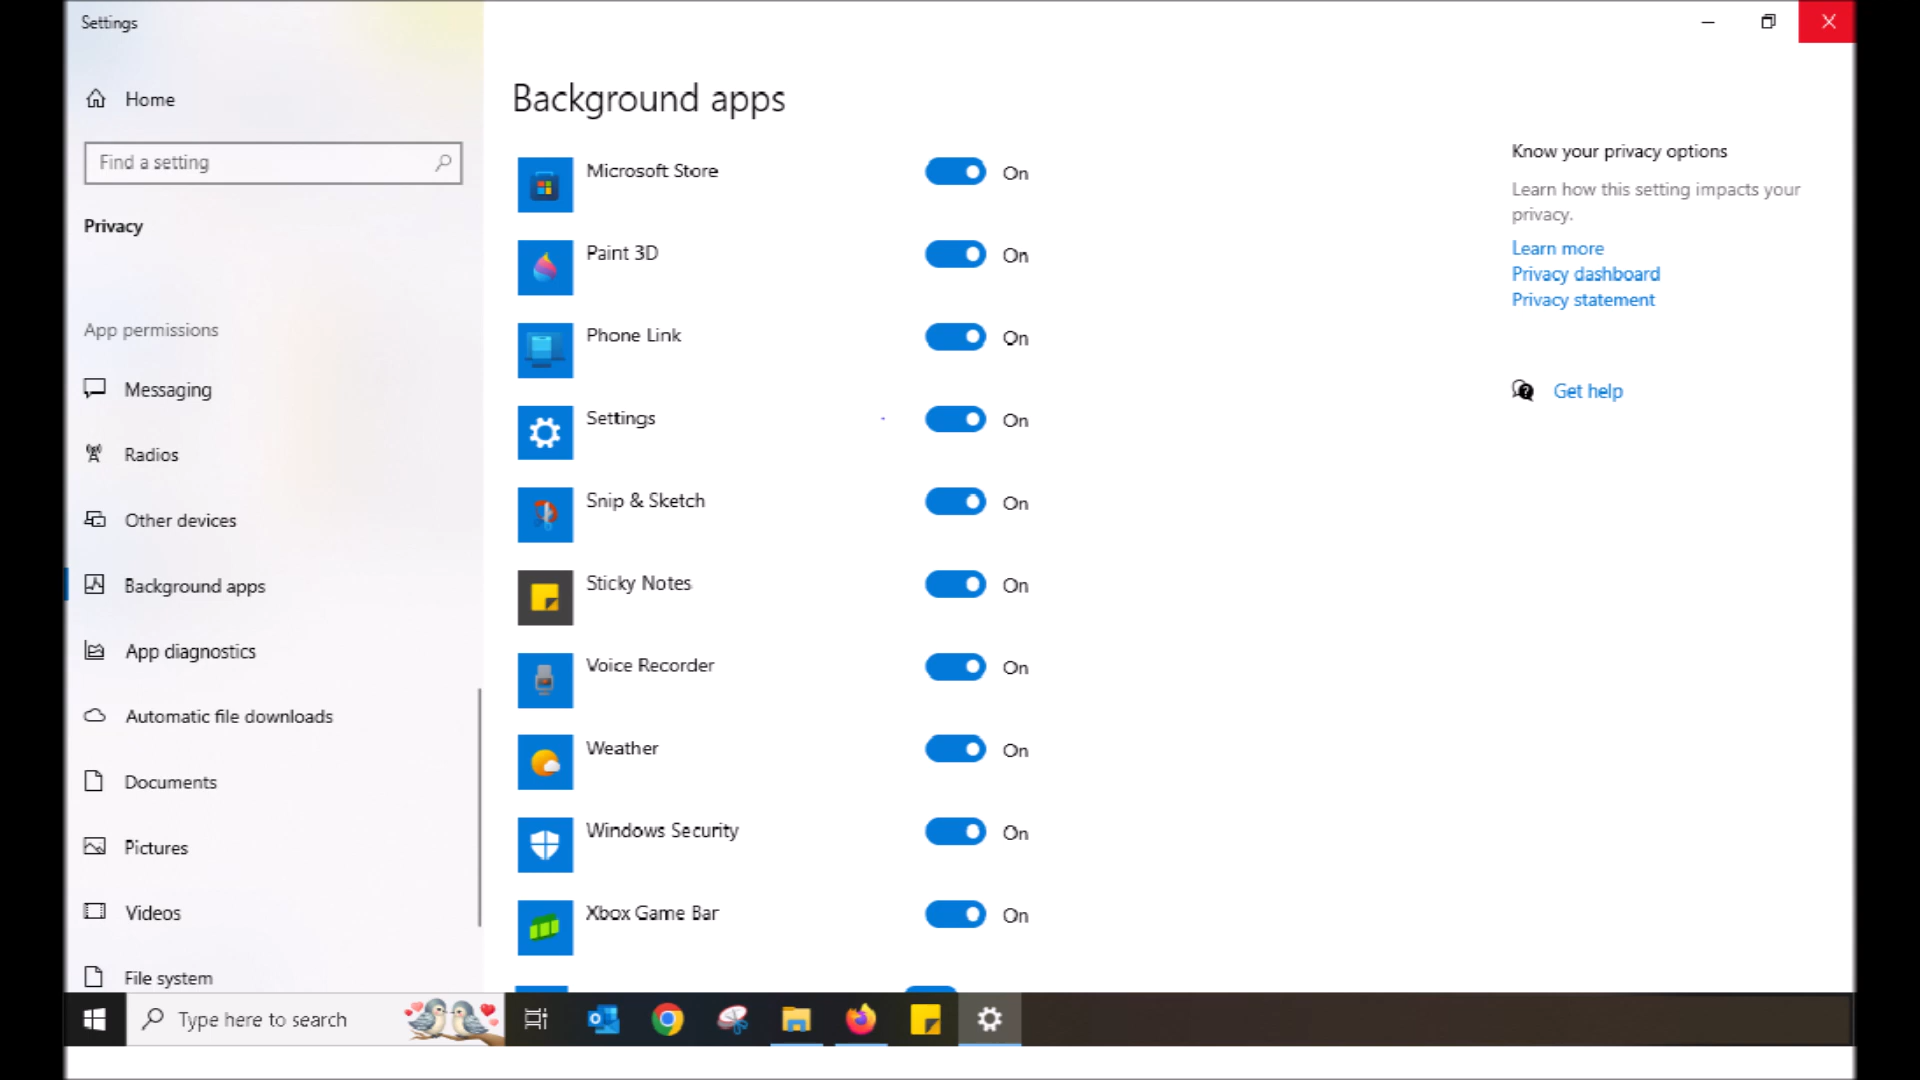 Settings
Home
Find a setting
Privacy
App permissions
Messaging
Radios
Other devices
Background apps
App diagnostics
Automatic file downloads
Documents
Pictures
Videos
File system
Background apps
Microsoft Store
On
Paint 3D
On
Phone Link
On
Settings
On
Snip & Sketch
On
Sticky Notes
On
Voice Recorder
On
Weather
On
Windows Security
On
Xbox Game Bar
On
Know your privacy options
Learn how this setting impacts your
privacy.
Learn more
Privacy dashboard
Privacy statement
Get help
Type here to search